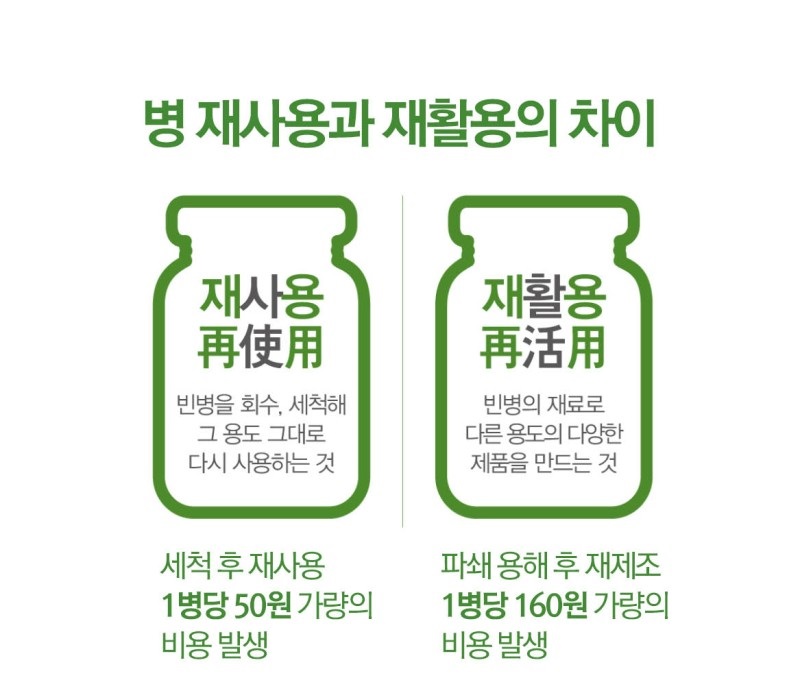 병 재사용과 재활용의 차이
재사용
再使用
빈병을 회수, 세척해
그 용도 그대로
다시 사용하는 것
세척 후 재사용
1병당 50원 가량의
비용 발생
재활용
再活用
빈병의 재료로
다른 용도의 다양한
제품을 만드는 것
파쇄 용해 후 재제조
1병당 160원 가량의
비용 발생